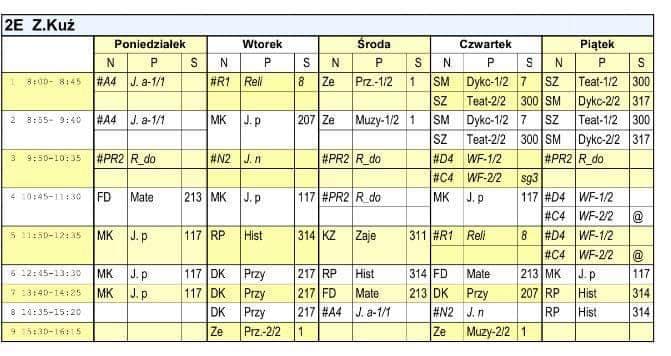 2E Z.Kuź
Poniedziałek Wtorek Środa Czwartek Piątek
N P S N P S N P S N P S N P S
1 8:00- 8:45 #A4 J. a-1/1 #R1 Reli 8 Ze Prz.-1/2 1 SM Dykc-1/2 7 SZ Teat-1/2 300
SZ Teat-2/2 300 SM Dykc-2/2 317
2 8:55- 9:40 #A4 J. a-1/1 MK J. p 207 Ze Muzy-1/2 1 SM Dykc-1/2 7 SZ Teat-1/2 300
SZ Teat-2/2 300 SM Dykc-2/2 317
3 9:50-10:35 #PR2 R_do #N2 J. n #PR2 R_do #D4 WF-1/2 #PR2 R_do
#C4 WF-2/2 sg3
4 10:45-11:30 FD Mate 213 MK J. p 117 #PR2 R_do MK J. p 117 #D4 WF-1/2
#C4 WF-2/2 @
5 11:50-12:35 MK J. p 117 RP Hist 314 KZ Zaje 311 #R1 Reli 8 #D4 WF-1/2
#C4 WF-2/2 @
6 12:45-13:30 MK J. p 117 DK Przy 217 RP Hist 314 FD Mate 213 MK J. p 117
7 13:40-14:25 MK J. p 117 DK Przy 217 FD Mate 213 DK Przy 207 RP Hist 314
8 14:35-15:20 DK Przy 217 #A4 J. a-1/1 #N2 J. n RP Hist 314
9 15:30-16:15 Ze Prz.-2/2 1 Ze Muzy-2/2 1